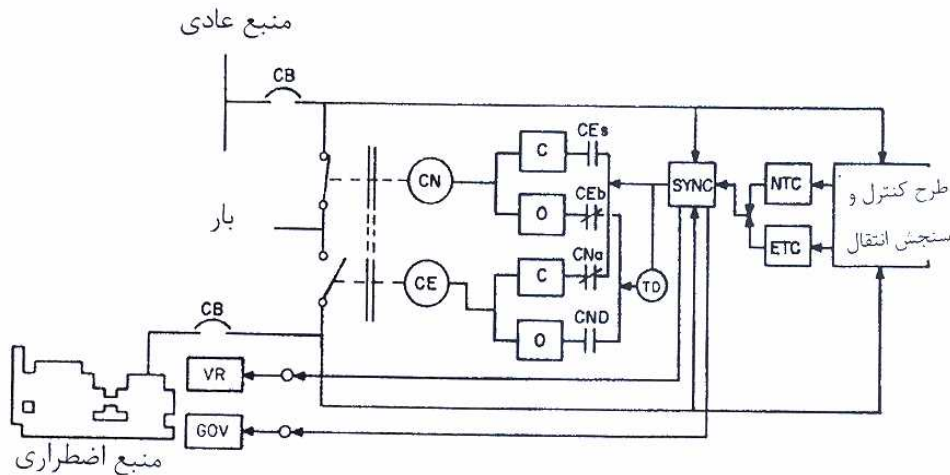 منبع عادی
CB
CEs
C
CN
CEb
SYNC
NTC
طرح کنترل و
سنجش انتقال
O
بار
ETC
CNa
C
CE
TD
CND
CB
O
VR
GOV
منبع اضطراری